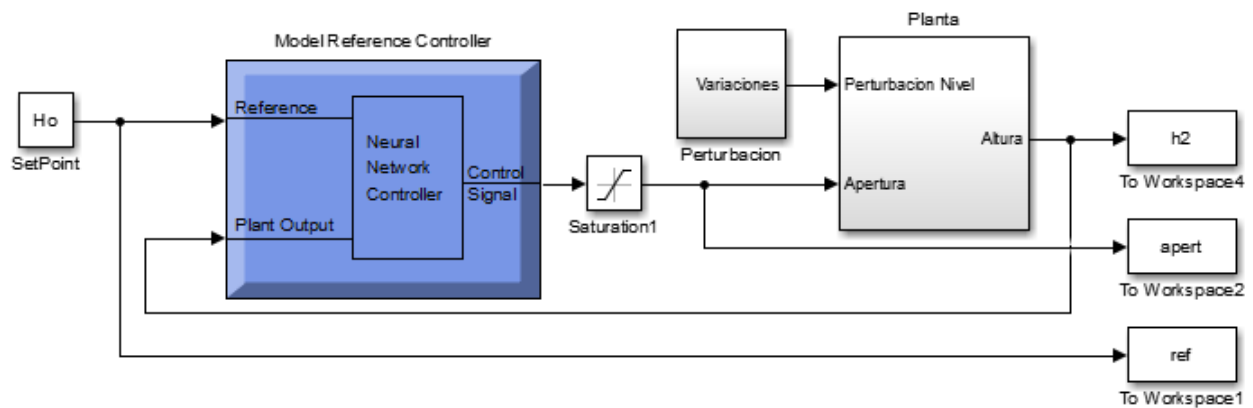 Planta
Model Reference Controller
Ho
SetPoint
Reference
Plant Output
Neural
Network
Controller
Control
Signal
Saturation1
Variaciones
Perturbacion
Perturbacion Nivel
Altura
Apertura
h2
To Workspace4
apert
To Workspace2
ref
To Workspace1